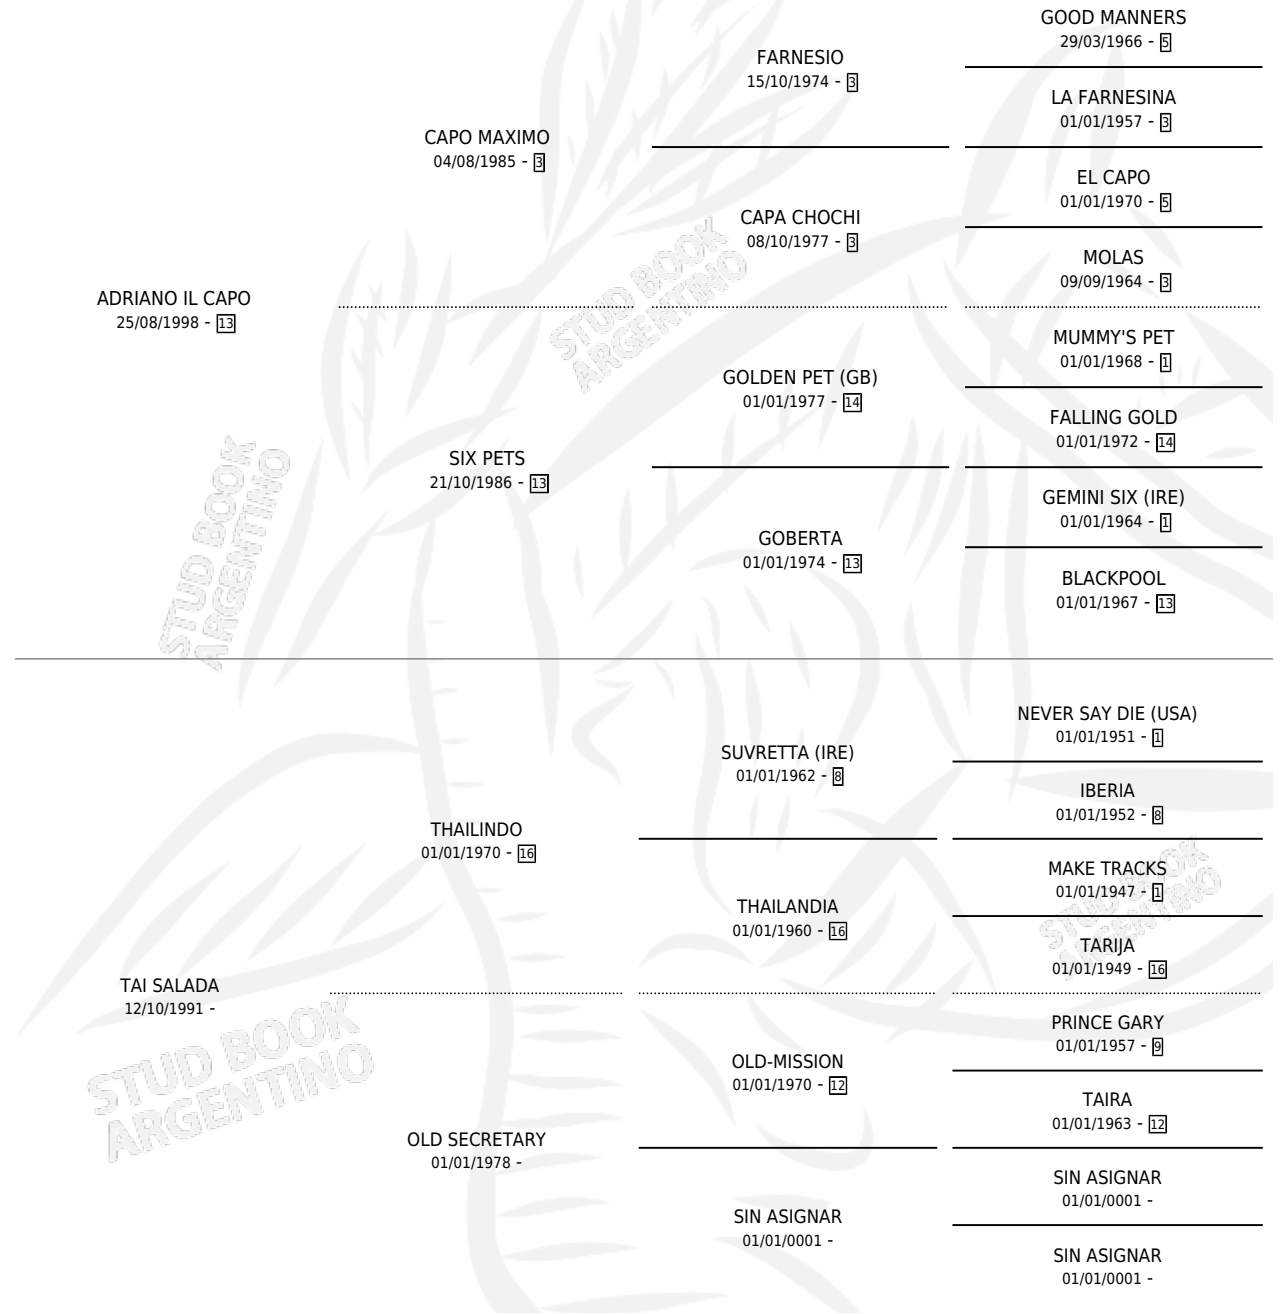 GOOD MANNERS
29/03/1966 - 5
FARNESIO
15/10/1974 - 3
LA FARNESINA
01/01/1957 - 3
CAPO MAXIMO
04/08/1985 - 3
EL CAPO
01/01/1970 - 5
CAPA CHOCHI
08/10/1977 - 3
MOLAS
09/09/1964 - 3
ADRIANO IL CAPO
25/08/1998 - 13
STUD BOOK
ARGENTINO
MUMMY'S PET
01/01/1968 - 1
GOLDEN PET (GB)
01/01/1977 - 14
FALLING GOLD
01/01/1972 - 14
SIX PETS
21/10/1986 - 13
GEMINI SIX (IRE)
01/01/1964 - 1
GOBERTA
01/01/1974 - 13
BLACKPOOL
01/01/1967 - 13
STUD BOOK
ARGENTINO
NEVER SAY DIE (USA)
01/01/1951 - 1
SUVRETTA (IRE)
01/01/1962 - 8
IBERIA
01/01/1952 - 8
THAILINDO
01/01/1970 - 16
MAKE TRACKS
01/01/1947 - 1
THAILANDIA
01/01/1960 - 16
STUD BOOK
ARGENTINO
TARIJA
01/01/1949 - 16
TAI SALADA
12/10/1991 -
PRINCE GARY
01/01/1957 - 9
OLD-MISSION
01/01/1970 - 12
STUD BOOK
ARGENTINO
TAIRA
01/01/1963 - 12
OLD SECRETARY
01/01/1978 -
SIN ASIGNAR
01/01/0001 -
SIN ASIGNAR
01/01/0001 -
SIN ASIGNAR
01/01/0001 -